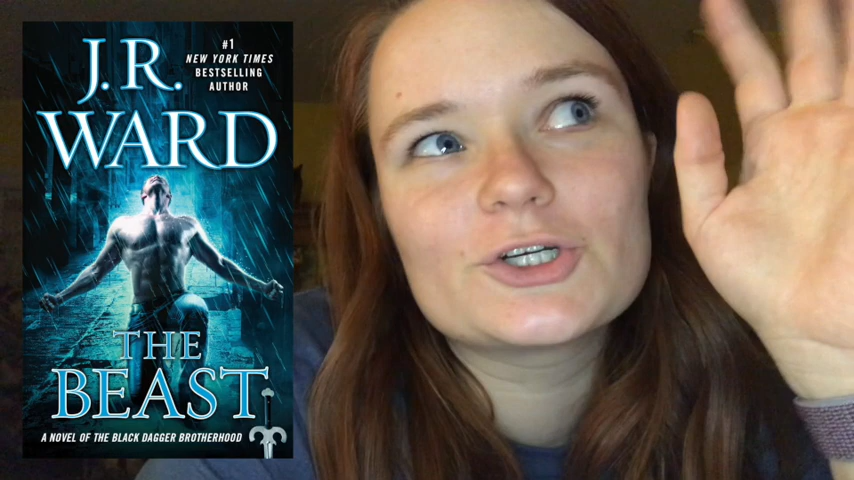 J. R.
#1
NEW YORK TIMES
BESTSELLING
AUTHOR
WARD
THE
BEAST
A NOVEL OF THE BLACK DAGGER BROTHERHOOD